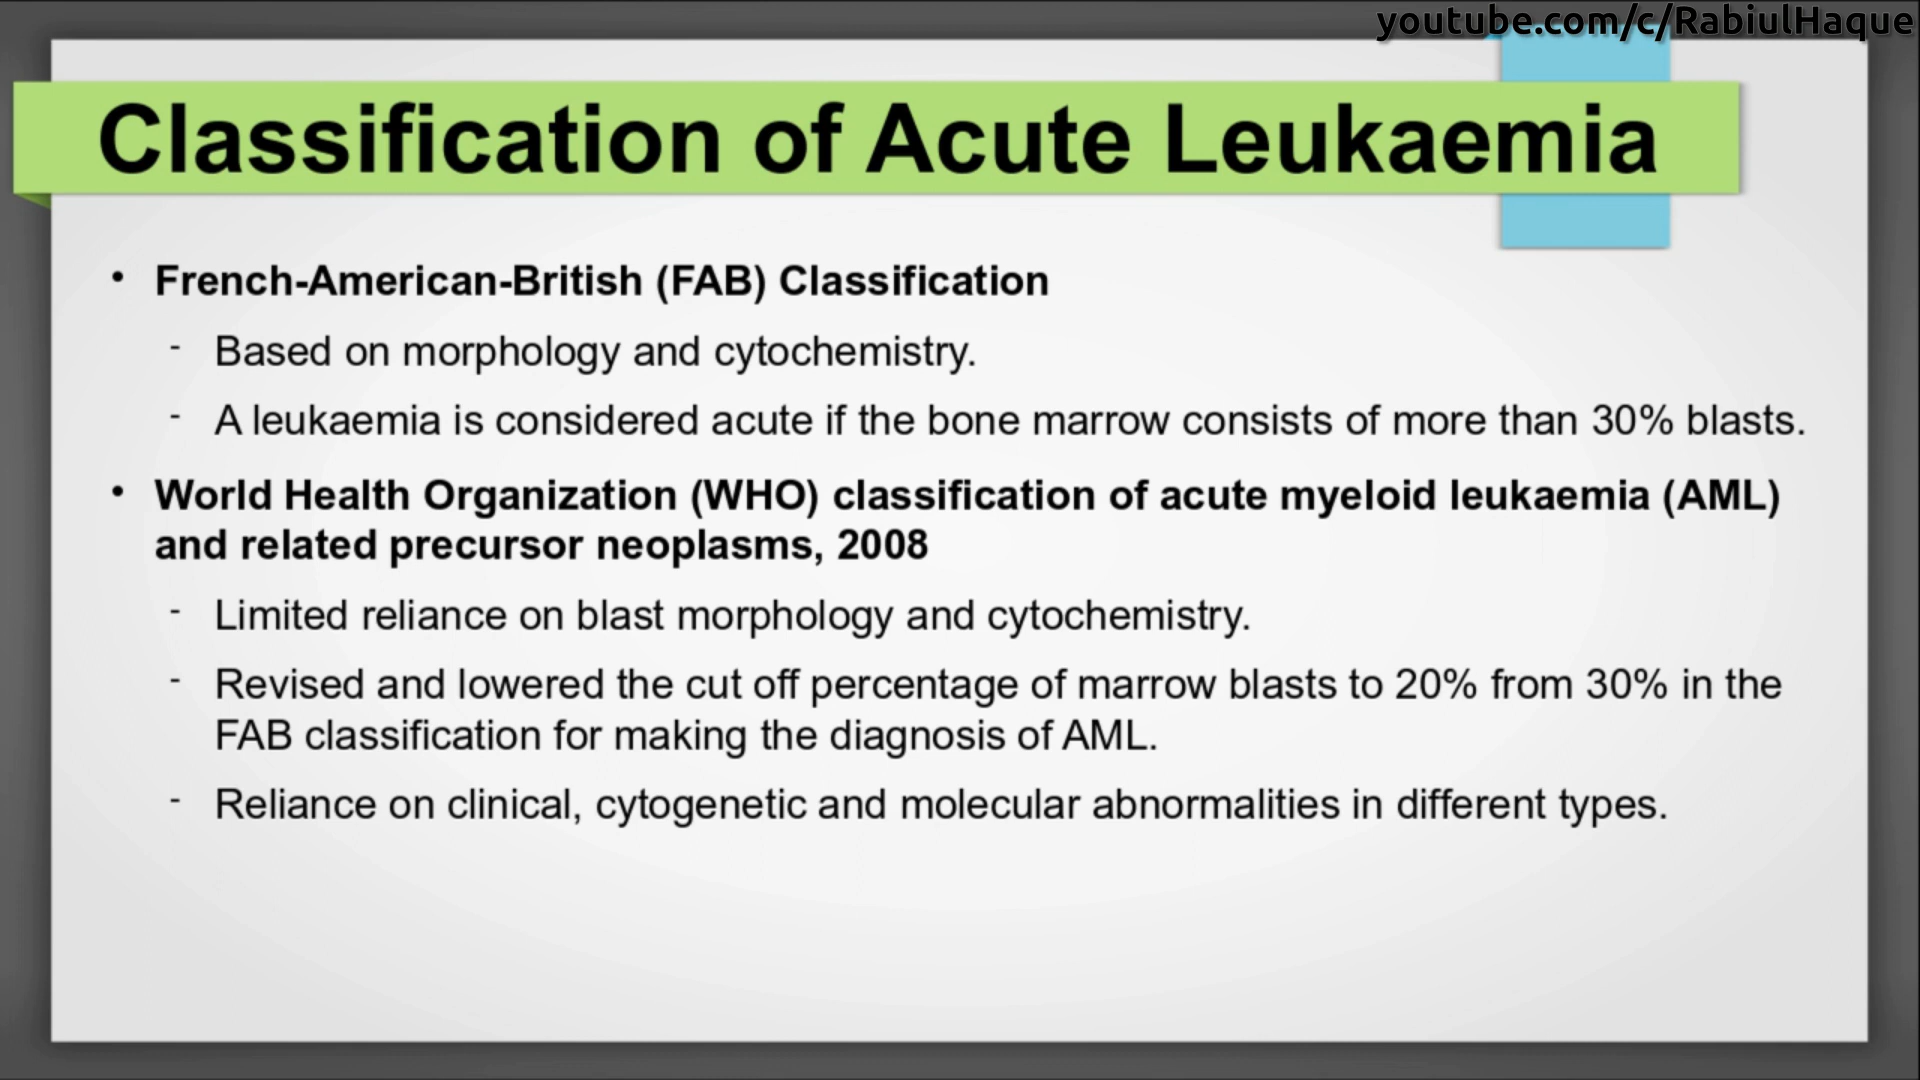 youtube.com/c/RabiulHaque
Classification of Acute Leukaemia
• French-American-British (FAB) Classification
- Based on morphology and cytochemistry.
- A leukaemia is considered acute if the bone marrow consists of more than 30% blasts.
• World Health Organization (WHO) classification of acute myeloid leukaemia (AML)
and related precursor neoplasms, 2008
- Limited reliance on blast morphology and cytochemistry.
- Revised and lowered the cut off percentage of marrow blasts to 20% from 30% in the
FAB classification for making the diagnosis of AML.
- Reliance on clinical, cytogenetic and molecular abnormalities in different types.